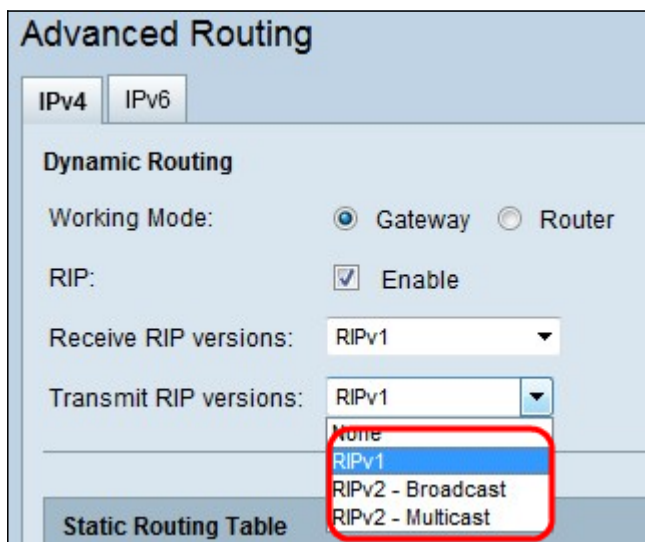 Advanced Routing
IPv4 IPv6
Dynamic Routing
Working Mode: Gateway Router
RIP: Enable
Receive RIP versions: RIPv1
Transmit RIP versions: RIPv1
None
RIPv1
RIPv2 - Broadcast
RIPv2 - Multicast
Static Routing Table